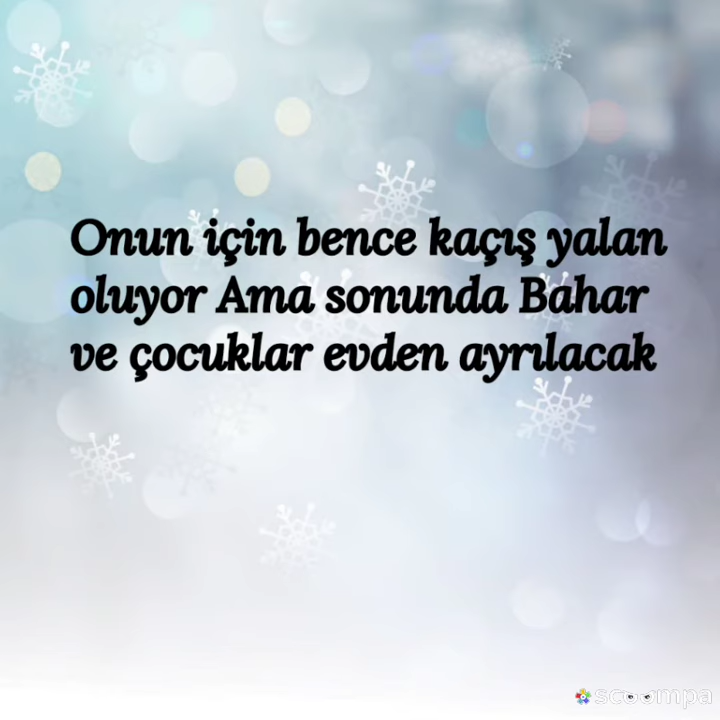 Onun için bence kaçış yalan
oluyor Ama sonunda Bahar
ve çocuklar evden ayrılacak
scoompa